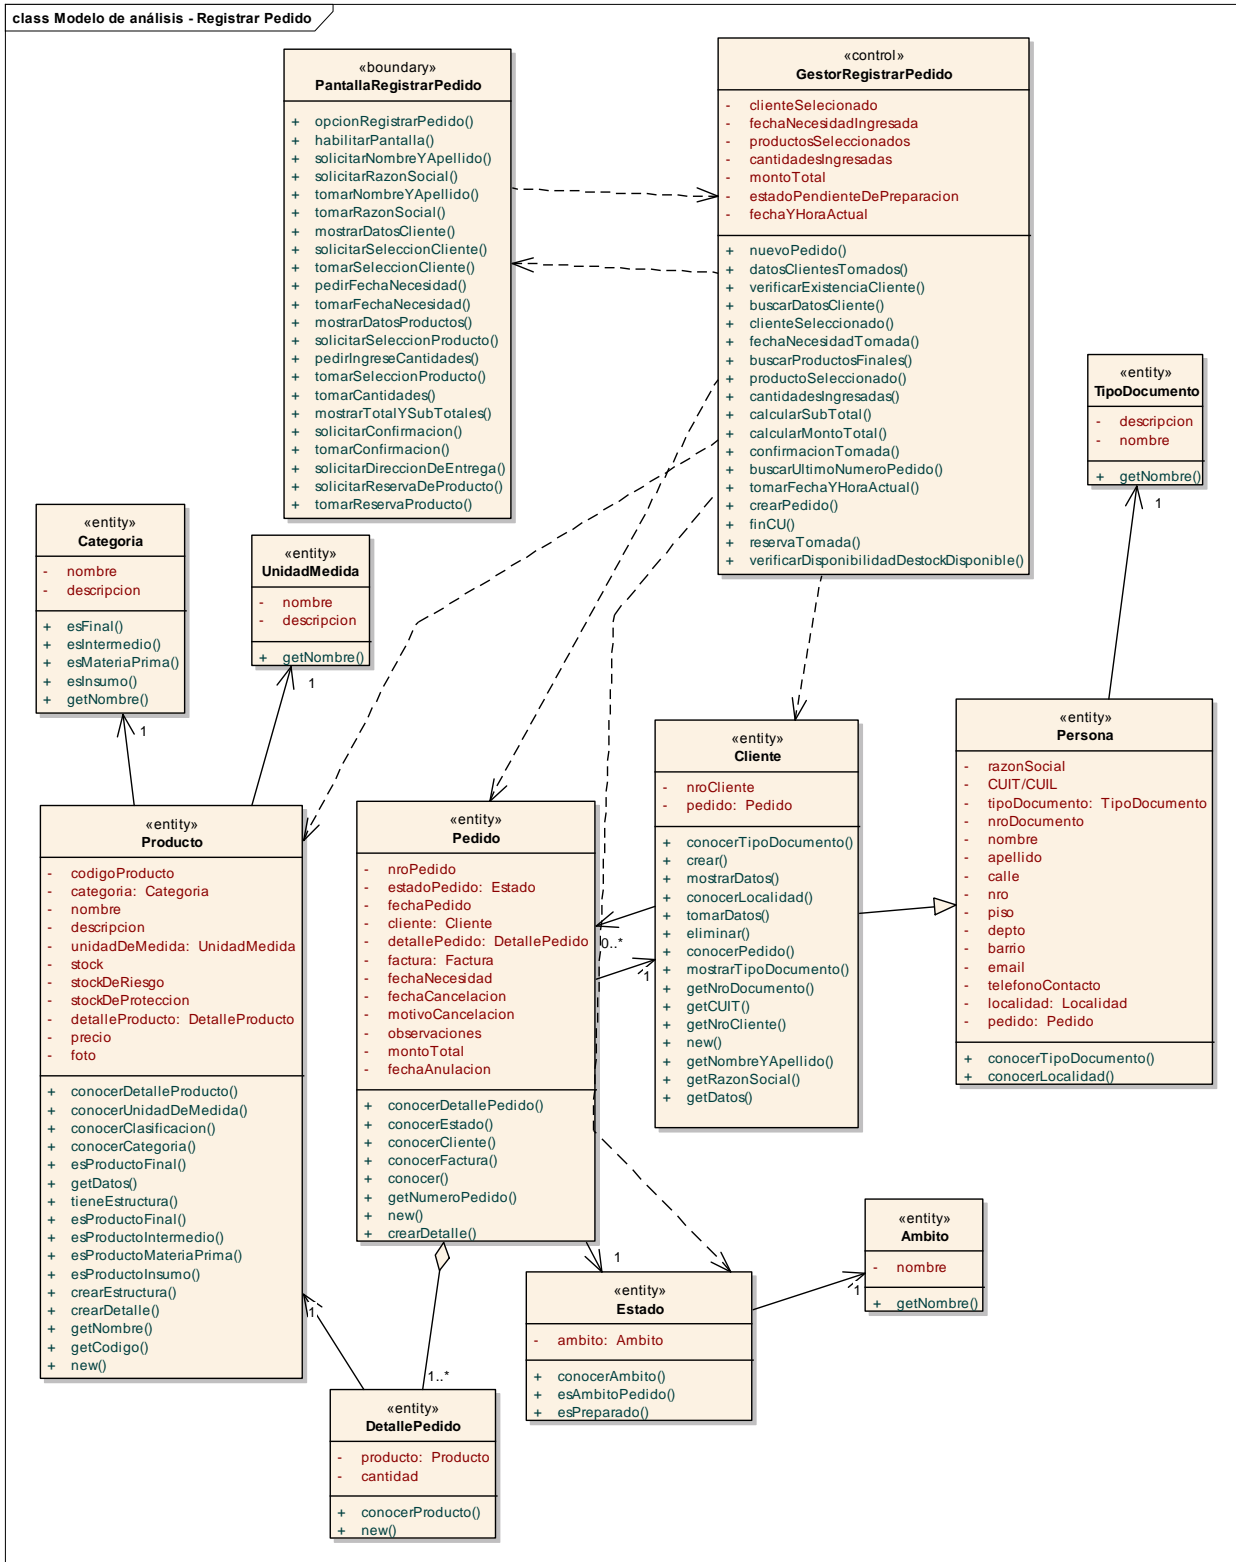 class Modelo de análisis - Registrar Pedido
«boundary»
PantallaRegistrarPedido
+ opcionRegistrarPedido()
+ habilitarPantalla()
+ solicitarNombreYApellido()
+ solicitarRazonSocial()
+ tomarNombreYApellido()
+ tomarRazonSocial()
+ mostrarDatosCliente()
+ solicitarSeleccionCliente()
+ tomarSeleccionCliente()
+ pedirFechaNecesidad()
+ tomarFechaNecesidad()
+ mostrarDatosProductos()
+ solicitarSeleccionProducto()
+ pedirIngreseCantidades()
+ tomarSeleccionProducto()
+ tomarCantidades()
+ mostrarTotalYSubTotales()
+ solicitarConfirmacion()
+ tomarConfirmacion()
+ solicitarDireccionDeEntrega()
+ solicitarReservaDeProducto()
+ tomarReservaProducto()
«control»
GestorRegistrarPedido
- clienteSelecionado
- fechaNecesidadIngresada
- productosSeleccionados
- cantidadesIngresadas
- montoTotal
- estadoPendienteDePreparacion
- fechaYHoraActual
+ nuevoPedido()
+ datosClientesTomados()
+ verificarExistenciaCliente()
+ buscarDatosCliente()
+ clienteSeleccionado()
+ fechaNecesidadTomada()
+ buscarProductosFinales()
+ productoSeleccionado()
+ cantidadesIngresadas()
+ calcularSubTotal()
+ calcularMontoTotal()
+ confirmacionTomada()
+ buscarUltimoNumeroPedido()
+ tomarFechaYHoraActual()
+ crearPedido()
+ finCU()
+ reservaTomada()
+ verificarDisponibilidadDestockDisponible()
«entity»
TipoDocumento
- descripcion
- nombre
+ getNombre()
1
«entity»
Categoria
- nombre
- descripcion
+ esFinal()
+ esIntermedio()
+ esMateriaPrima()
+ esInsumo()
+ getNombre()
1
«entity»
UnidadMedida
- nombre
- descripcion
+ getNombre()
1
«entity»
Producto
- codigoProducto
- categoria: Categoria
- nombre
- descripcion
- unidadDeMedida: UnidadMedida
- stock
- stockDeRiesgo
- stockDeProteccion
- detalleProducto: DetalleProducto
- precio
- foto
+ conocerDetalleProducto()
+ conocerUnidadDeMedida()
+ conocerClasificacion()
+ conocerCategoria()
+ esProductoFinal()
+ getDatos()
+ tieneEstructura()
+ esProductoFinal()
+ esProductoIntermedio()
+ esProductoMateriaPrima()
+ esProductoInsumo()
+ crearEstructura()
+ crearDetalle()
+ getNombre()
+ getCodigo()
+ new()
1
«entity»
Pedido
- nroPedido
- estadoPedido: Estado
- fechaPedido
- cliente: Cliente
- detallePedido: DetallePedido
- factura: Factura
- fechaNecesidad
- fechaCancelacion
- motivoCancelacion
- observaciones
- montoTotal
- fechaAnulacion
+ conocerDetallePedido()
+ conocerEstado()
+ conocerCliente()
+ conocerFactura()
+ conocer()
+ getNumeroPedido()
+ new()
+ crearDetalle()
0..*
1
«entity»
Cliente
- nroCliente
- pedido: Pedido
+ conocerTipoDocumento()
+ crear()
+ mostrarDatos()
+ conocerLocalidad()
+ tomarDatos()
+ eliminar()
+ conocerPedido()
+ mostrarTipoDocumento()
+ getNroDocumento()
+ getCUIT()
+ getNroCliente()
+ new()
+ getNombreYApellido()
+ getRazonSocial()
+ getDatos()
«entity»
Persona
- razonSocial
- CUIT/CUIL
- tipoDocumento: TipoDocumento
- nroDocumento
- nombre
- apellido
- calle
- nro
- piso
- depto
- barrio
- email
- telefonoContacto
- localidad: Localidad
- pedido: Pedido
+ conocerTipoDocumento()
+ conocerLocalidad()
«entity»
Ambito
- nombre
+ getNombre()
1
1
«entity»
Estado
- ambito: Ambito
+ conocerAmbito()
+ esAmbitoPedido()
+ esPreparado()
1..*
«entity»
DetallePedido
- producto: Producto
- cantidad
+ conocerProducto()
+ new()